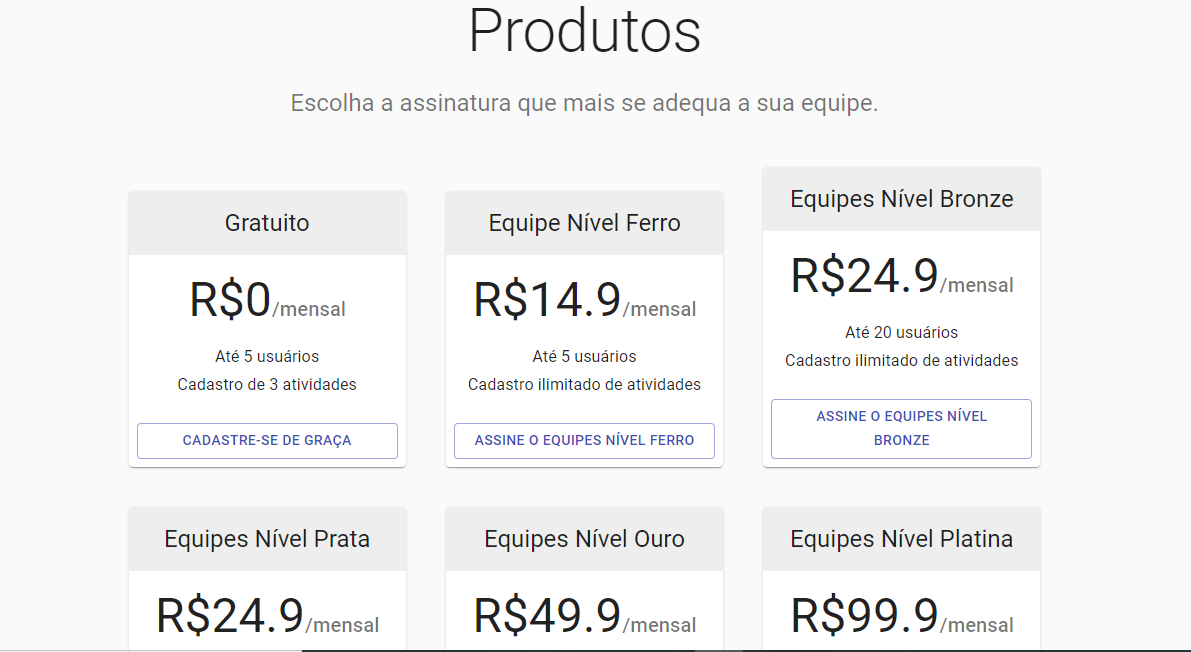 Produtos
Escolha a assinatura que mais se adequa a sua equipe.
Gratuito
R$0/mensal
Até 5 usuários
Cadastro de 3 atividades
CADASTRE-SE DE GRAÇA
Equipe Nível Ferro
R$14.9/mensal
Até 5 usuários
Cadastro ilimitado de atividades
ASSINE O EQUIPES NÍVEL FERRO
Equipes Nível Bronze
R$24.9/mensal
Até 20 usuários
Cadastro ilimitado de atividades
ASSINE O EQUIPES NÍVEL
BRONZE
Equipes Nível Prata
R$24.9/mensal
Equipes Nível Ouro
R$49.9/mensal
Equipes Nível Platina
R$99.9/mensal